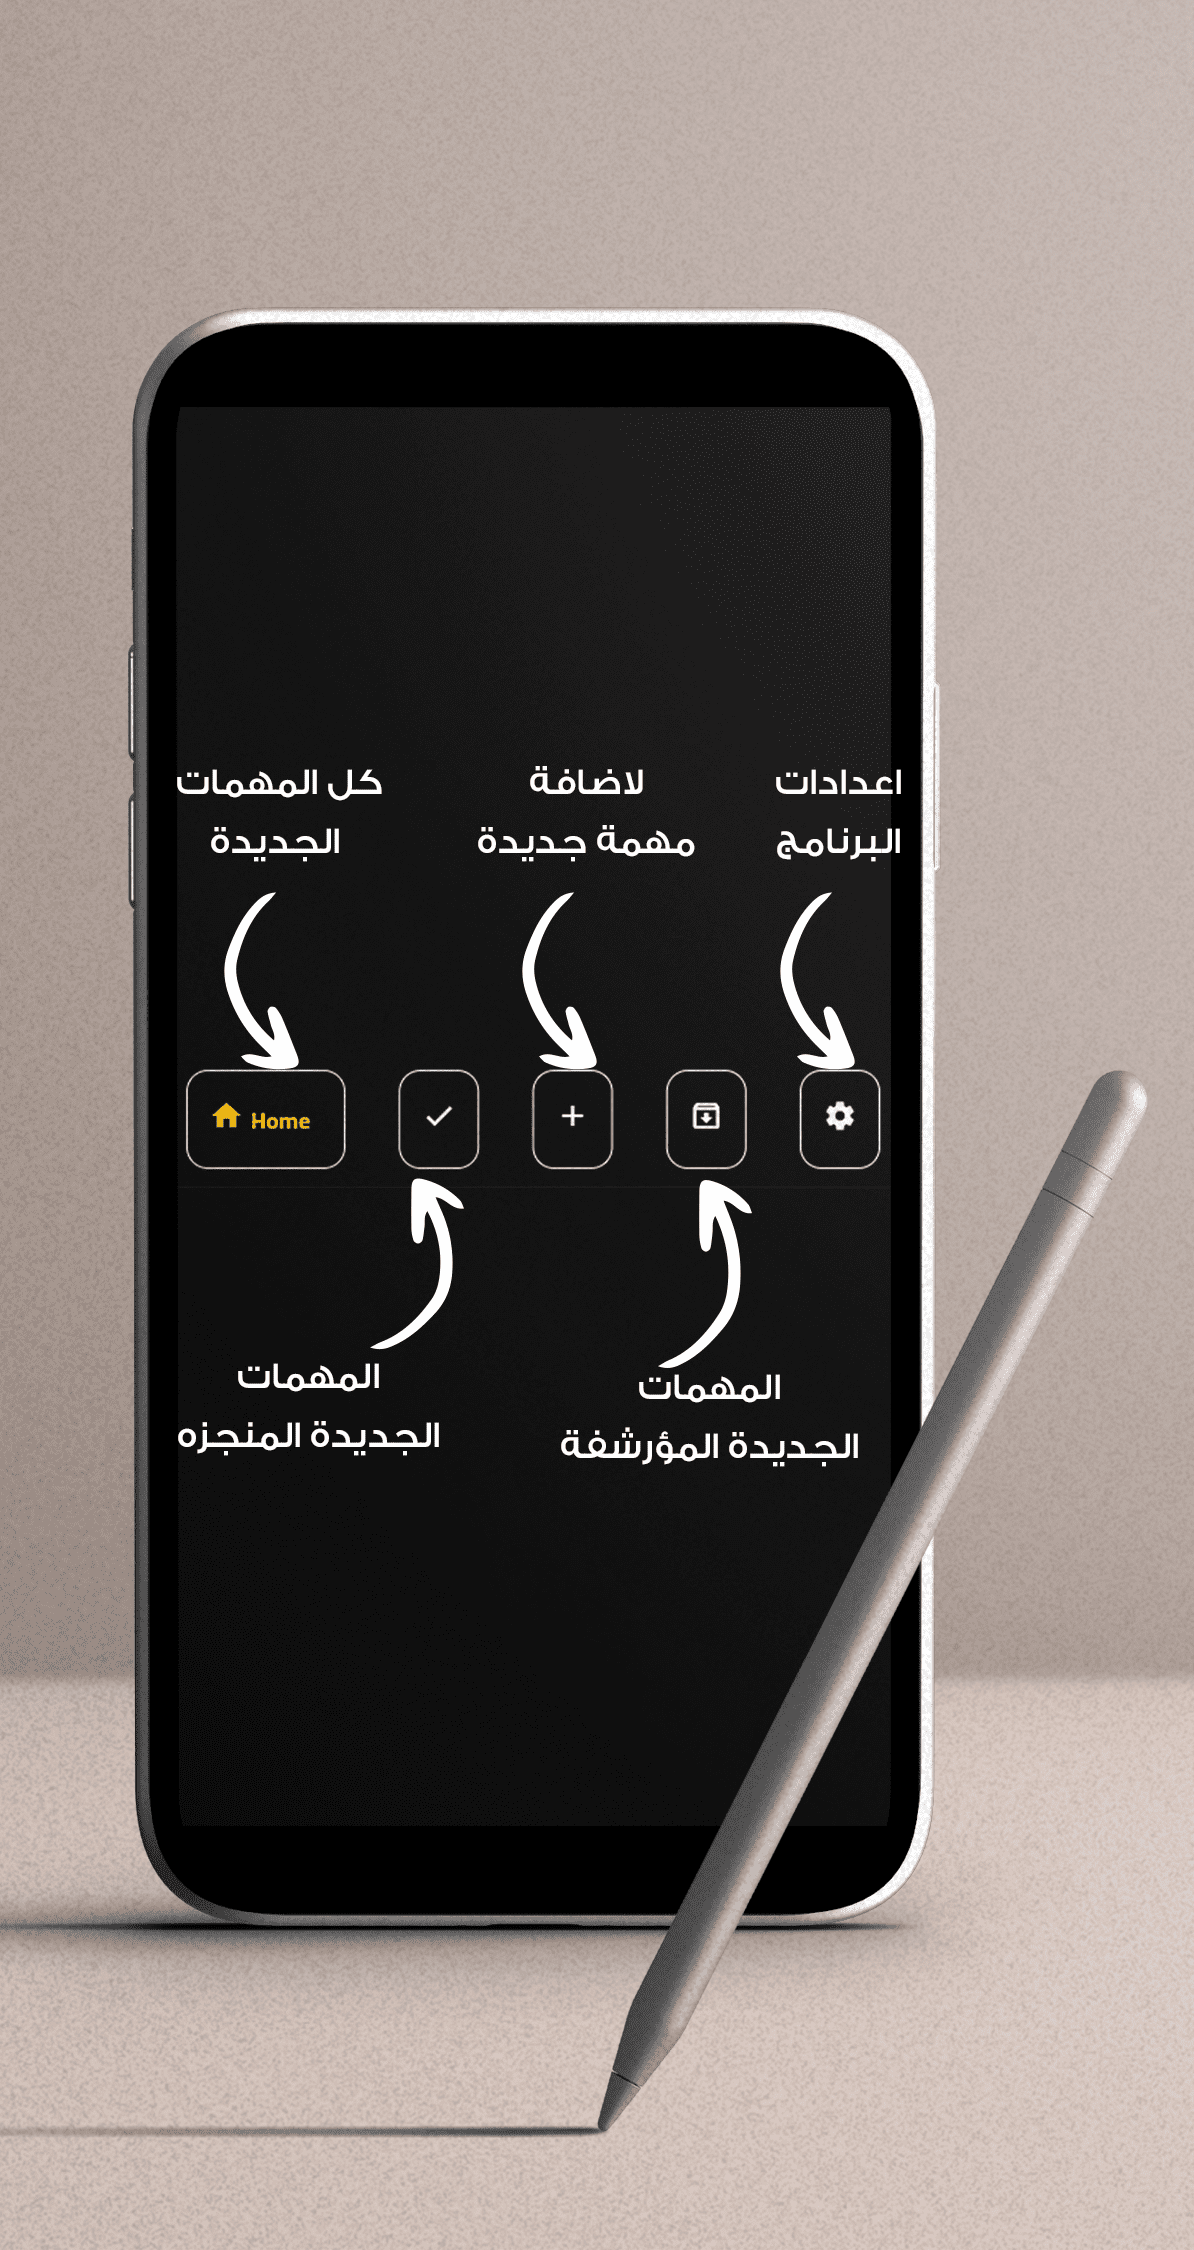 اعدادات
البرنامج
لاضافة
مهمة جديدة
كل المهمات
الجديدة
Home
المهمات
الجديدة المؤرشفة
المهمات
الجديدة المنجزه